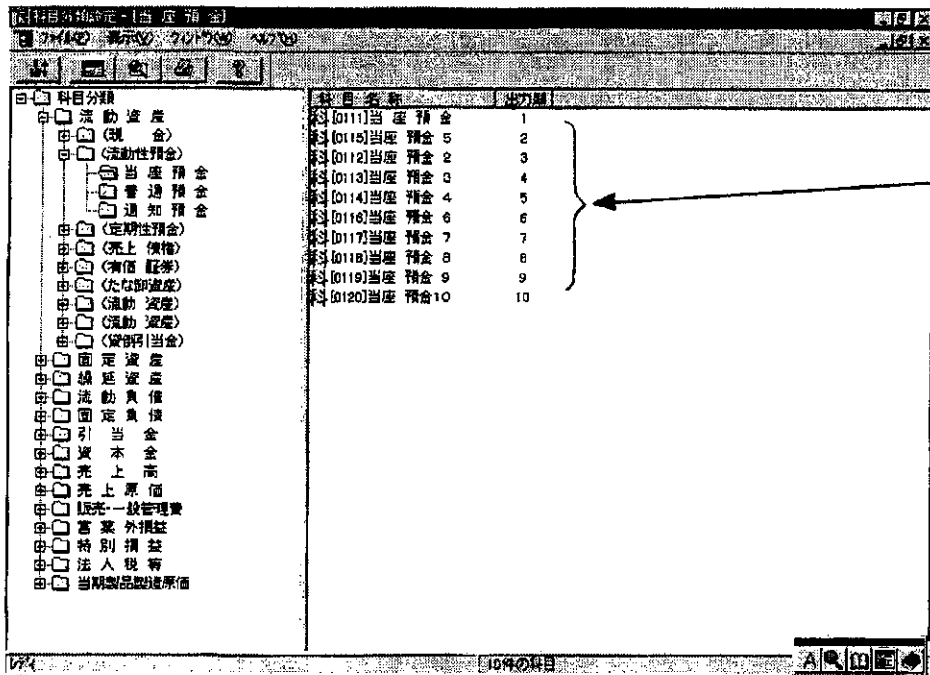 科目分類設定 - [当 座 預 金]
ファイル(F) 表示(V) ウィンドウ(W) ヘルプ(H)
科目分類
流 動 資 産
(現 金)
(流動性預金)
当 座 預 金
普 通 預 金
通 知 預 金
(定期性預金)
(売上 債権)
(有価 証券)
(たな卸資産)
(流動 資産)
(流動 資産)
(貸倒引当金)
固 定 資 産
繰 延 資 産
流 動 負 債
固 定 負 債
引 当 金
資 本 金
売 上 高
売 上 原 価
販売・一般管理費
営 業 外損益
特 別 損 益
法 人 税 等
当期製品製造原価
科 目 名 称 出力順
科 [0111]当 座 預 金 1
科 [0115]当座 預金 5 2
科 [0112]当座 預金 2 3
科 [0113]当座 預金 3 4
科 [0114]当座 預金 4 5
科 [0116]当座 預金 6 6
科 [0117]当座 預金 7 7
科 [0118]当座 預金 8 8
科 [0119]当座 預金 9 9
科 [0120]当座 預金10 10
レディ
10件の科目
A